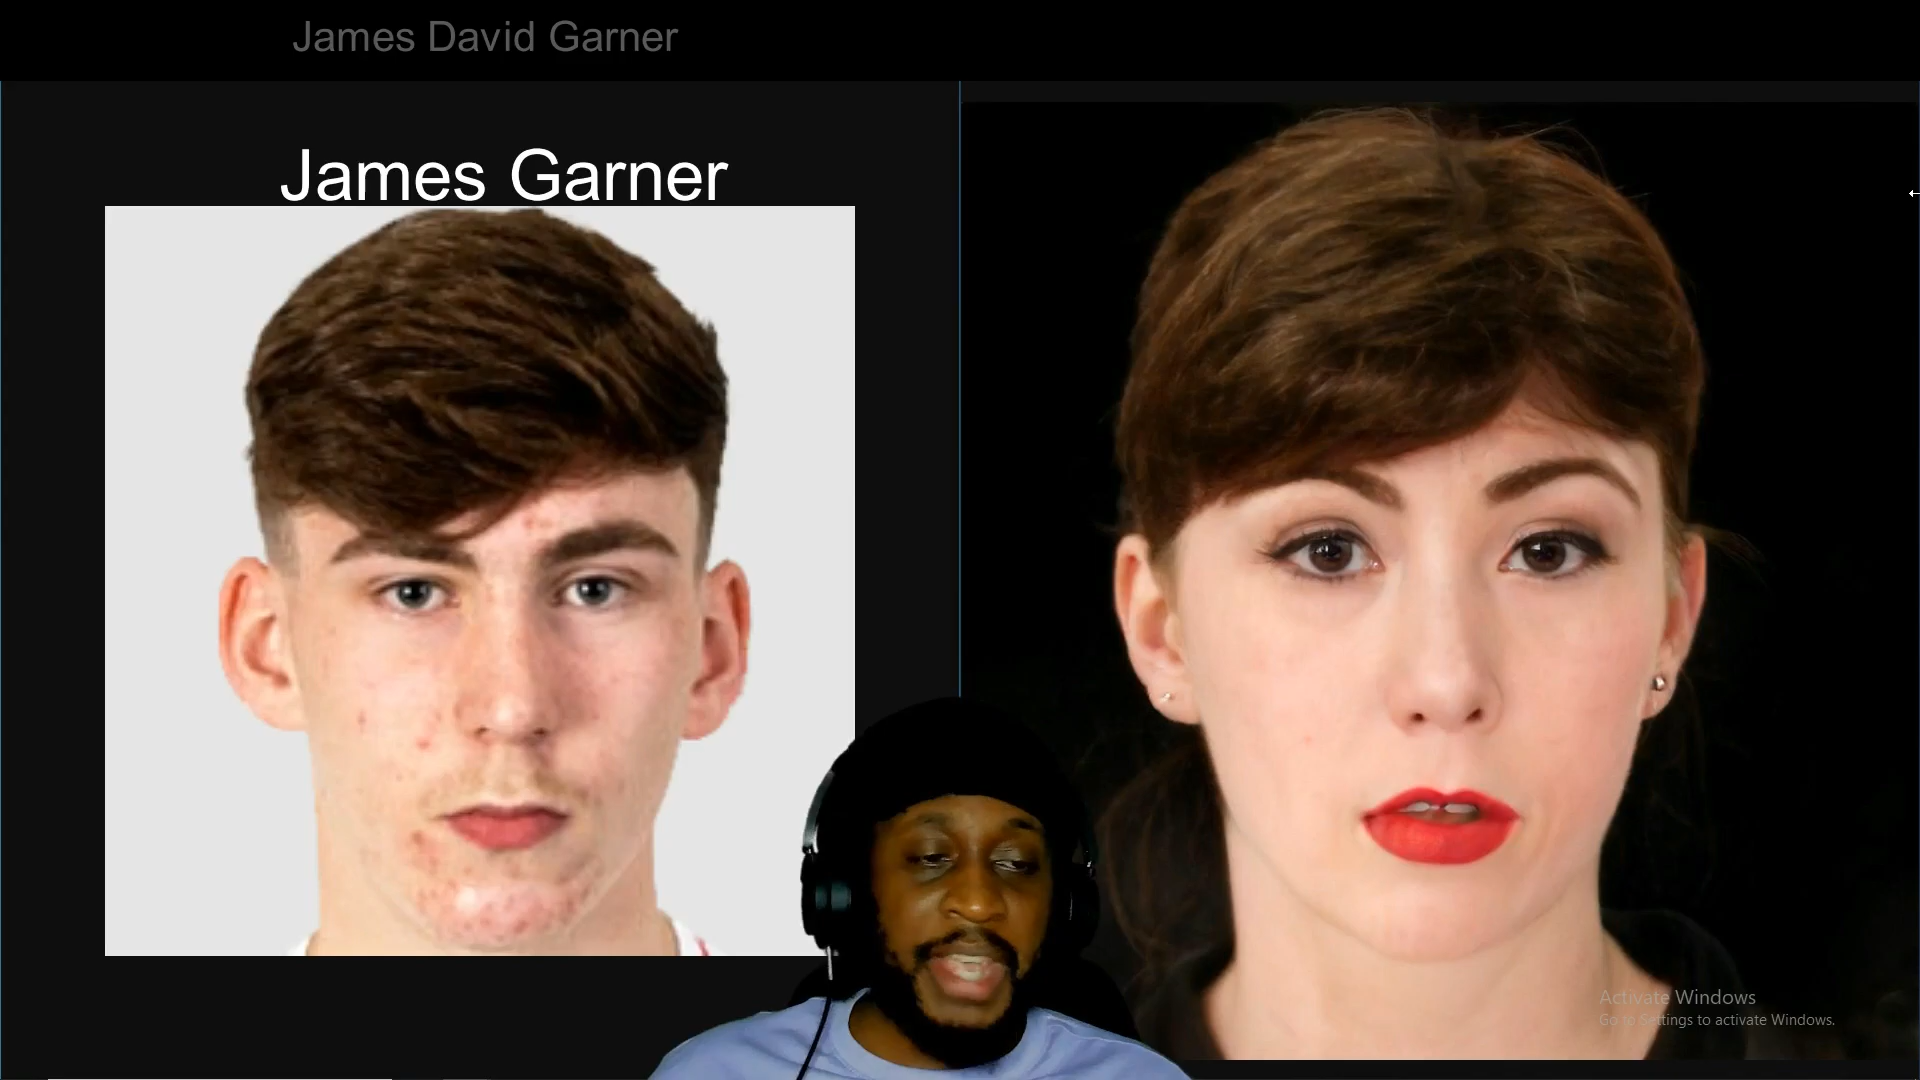 James David Garner
James Garner
Activate Windows
Go to Settings to activate Windows.